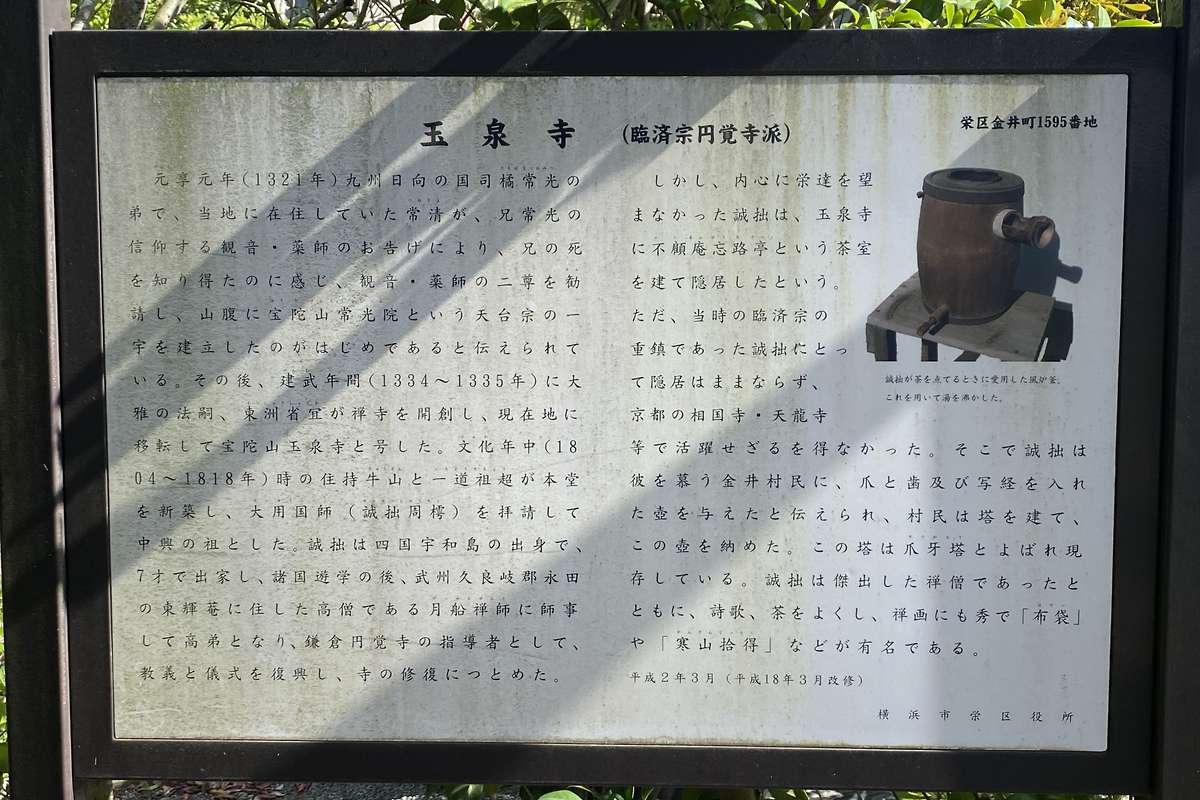 玉泉寺 (臨済宗円覚寺派)
栄区金井町1595番地
元享元年(1321年)九州日向の国司橘常光の
弟で、当地に在住していた常清が、兄常光の
信仰する観音・薬師のお告げにより、兄の死
を知り得たのに感じ、観音・薬師の二尊を勧
請し、山腹に宝陀山常光院という天台宗の一
宇を建立したのがはじめであると伝えられて
いる。その後、建武年間(1334～1335年)に大
雅の法嗣、東洲省宜が禅寺を開創し、現在地に
移転して宝陀山玉泉寺と号した。文化年中(18
04～1818年)時の住持牛山と一道祖超が本堂
を新築し、大用国師(誠拙周樗)を拝請して
中興の祖とした。誠拙は四国宇和島の出身で、
7才で出家し、諸国遊学の後、武州久良岐郡永田
の東輝菴に住した高僧である月船禅師に師事
して高弟となり、鎌倉円覚寺の指導者として、
教義と儀式を復興し、寺の修復につとめた。
しかし、内心に栄達を望
まなかった誠拙は、玉泉寺
に不顧庵忘路亭という茶室
を建て隠居したという。
ただ、当時の臨済宗の
重鎮であった誠拙にとっ
て隠居はままならず、
京都の相国寺・天龍寺
等で活躍せざるを得なかった。そこで誠拙は
彼を慕う金井村民に、爪と歯及び写経を入れ
た壺を与えたと伝えられ、村民は塔を建て、
この壺を納めた。この塔は爪牙塔とよばれ現
存している。誠拙は傑出した禅僧であったと
ともに、詩歌、茶をよくし、禅画にも秀で「布袋」
や「寒山拾得」などが有名である。
平成2年3月(平成18年3月改修)
横浜市栄区役所
誠拙が茶を点てるときに愛用した風炉釜。
これを用いて湯を沸かした。